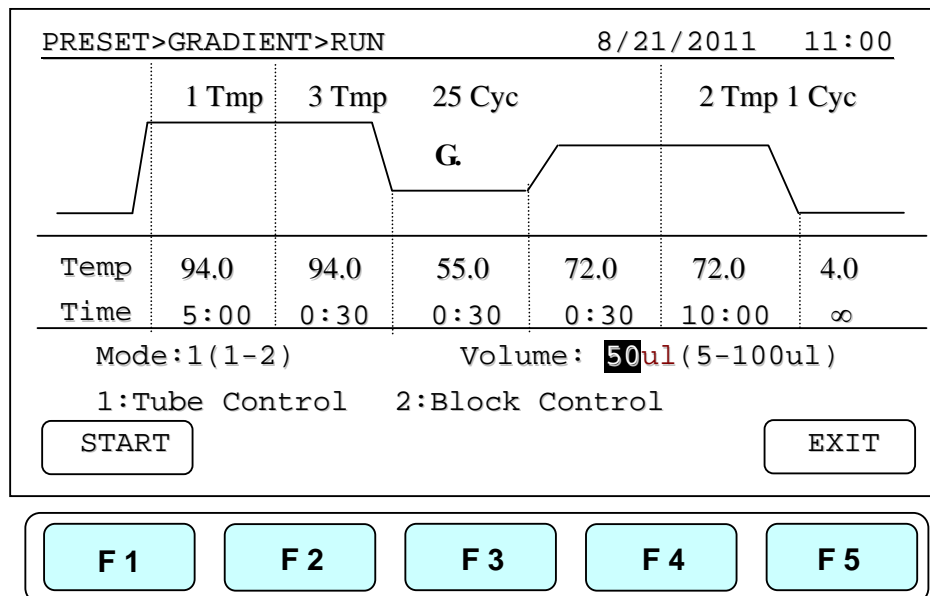 PRESET>GRADIENT>RUN 8/21/2011 11:00
1 Tmp 3 Tmp 25 Cyc 2 Tmp 1 Cyc
G.
Temp 94.0 94.0 55.0 72.0 72.0 4.0
Time 5:00 0:30 0:30 0:30 10:00 ∞
Mode:1(1-2) Volume: 50ul(5-100ul)
1:Tube Control 2:Block Control
START EXIT
F 1 F 2 F 3 F 4 F 5